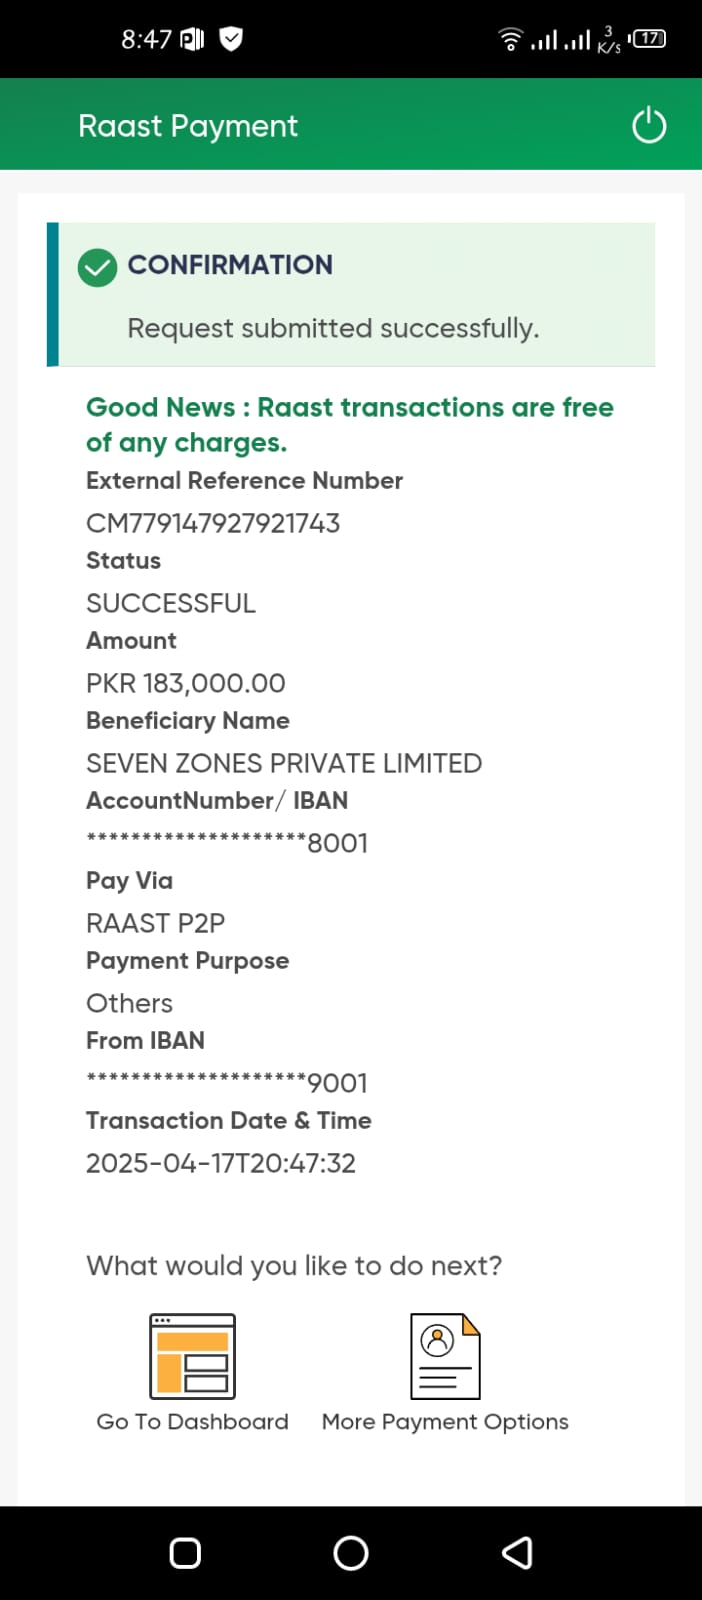 8:47
3
K/s
17
Raast Payment
CONFIRMATION
Request submitted successfully.
Good News : Raast transactions are free
of any charges.
External Reference Number
CM779147927921743
Status
SUCCESSFUL
Amount
PKR 183,000.00
Beneficiary Name
SEVEN ZONES PRIVATE LIMITED
AccountNumber/ IBAN
********************8001
Pay Via
RAAST P2P
Payment Purpose
Others
From IBAN
********************9001
Transaction Date & Time
2025-04-17T20:47:32
What would you like to do next?
Go To Dashboard
More Payment Options